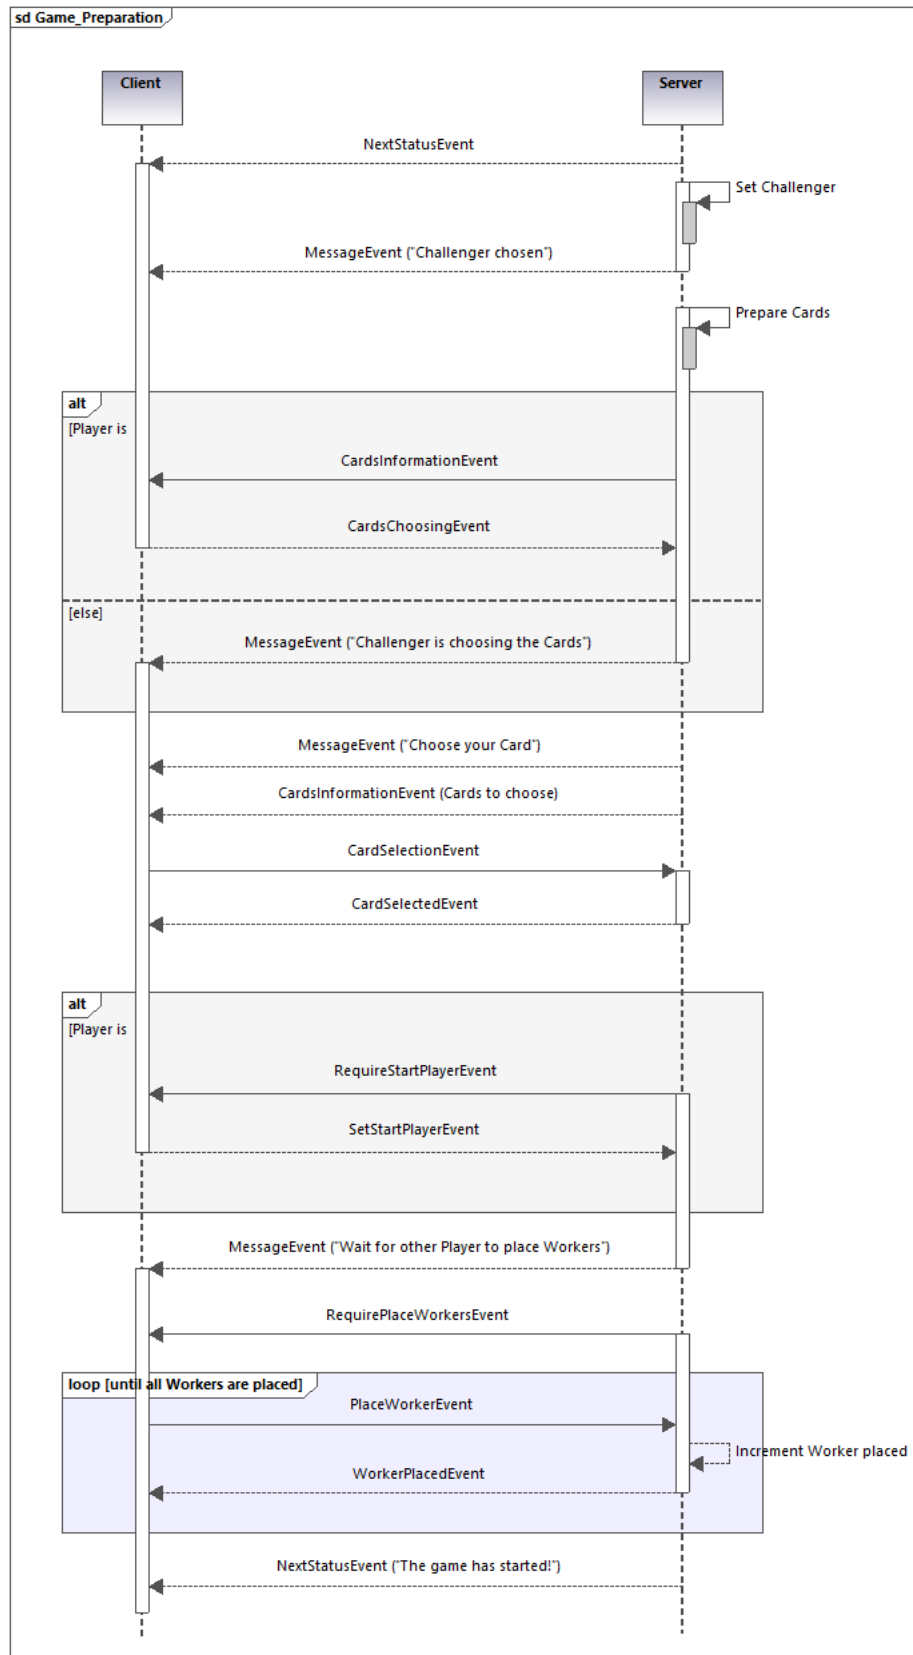 sd Game_Preparation
Client
Server
NextStatusEvent
Set Challenger
MessageEvent ("Challenger chosen")
Prepare Cards
alt
[Player is
CardsInformationEvent
CardsChoosingEvent
[else]
MessageEvent ("Challenger is choosing the Cards")
MessageEvent ("Choose your Card")
CardsInformationEvent (Cards to choose)
CardSelectionEvent
CardSelectedEvent
alt
[Player is
RequireStartPlayerEvent
SetStartPlayerEvent
MessageEvent ("Wait for other Player to place Workers")
RequirePlaceWorkersEvent
loop [until all Workers are placed]
PlaceWorkerEvent
Increment Worker placed
WorkerPlacedEvent
NextStatusEvent ("The game has started!")